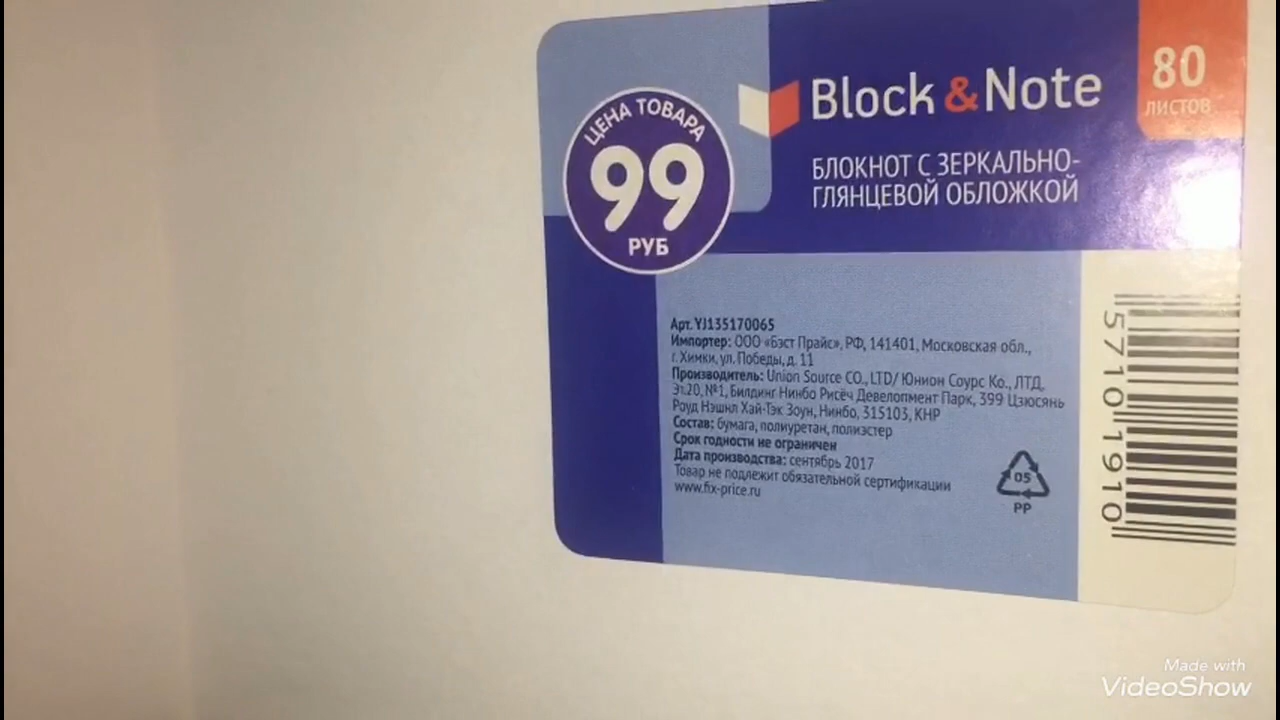 ЦЕНА ТОВАРА
99
РУБ
Block & Note
80
ЛИСТОВ
БЛОКНОТ С ЗЕРКАЛЬНО-
ГЛЯНЦЕВОЙ ОБЛОЖКОЙ
Арт. YJ135170065
Импортер: ООО «Бэст Прайс», РФ, 141401, Московская обл.,
г. Химки, ул. Победы, д. 11
Производитель: Union Source CO., LTD/ Юнион Соурс Ко., ЛТД,
Эт.20, №1, Билдинг Нинбо Рисёч Девелопмент Парк, 399 Цзюсянь
Роуд Нэшнл Хай-Тэк Зоун, Нинбо, 315103, КНР
Состав: бумага, полиуретан, полиэстер
Срок годности не ограничен
Дата производства: сентябрь 2017
Товар не подлежит обязательной сертификации
www.fix-price.ru
05
PP
5710 1910
Made with
VideoShow